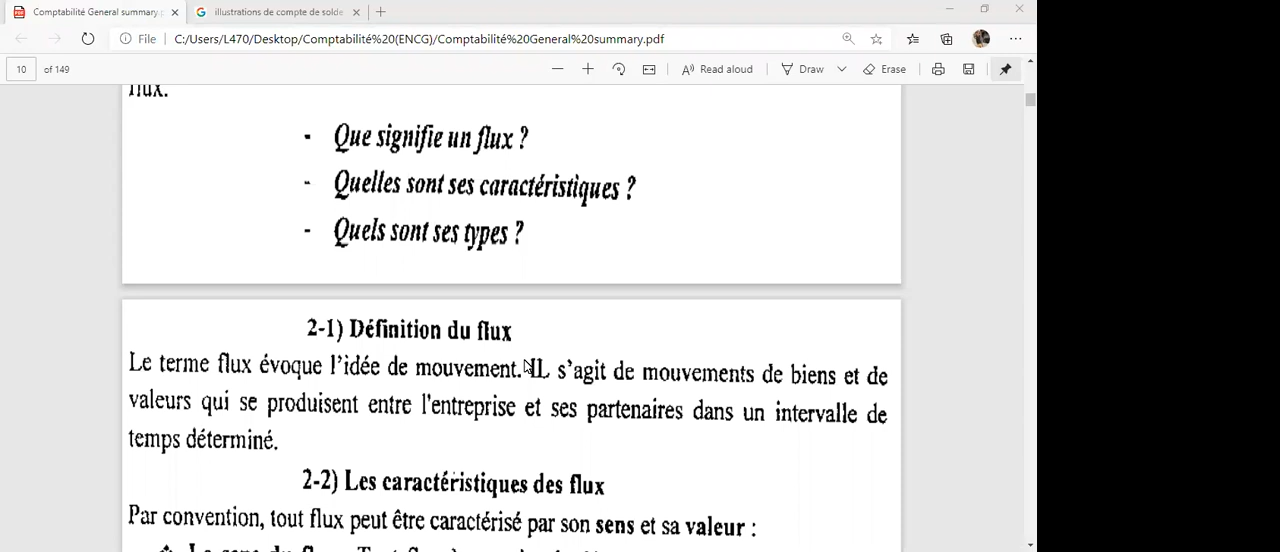 Comptabilité General summary.p
illustrations de compte de solde
File C:/Users/L470/Desktop/Comptabilité%20(ENCG)/Comptabilité%20General%20summary.pdf
10 of 149 Read aloud Draw Erase
flux.
- Que signifie un flux ?
- Quelles sont ses caractéristiques ?
- Quels sont ses types ?
2-1) Définition du flux
Le terme flux évoque l'idée de mouvement. IL s'agit de mouvements de biens et de
valeurs qui se produisent entre l'entreprise et ses partenaires dans un intervalle de
temps déterminé.
2-2) Les caractéristiques des flux
Par convention, tout flux peut être caractérisé par son sens et sa valeur :